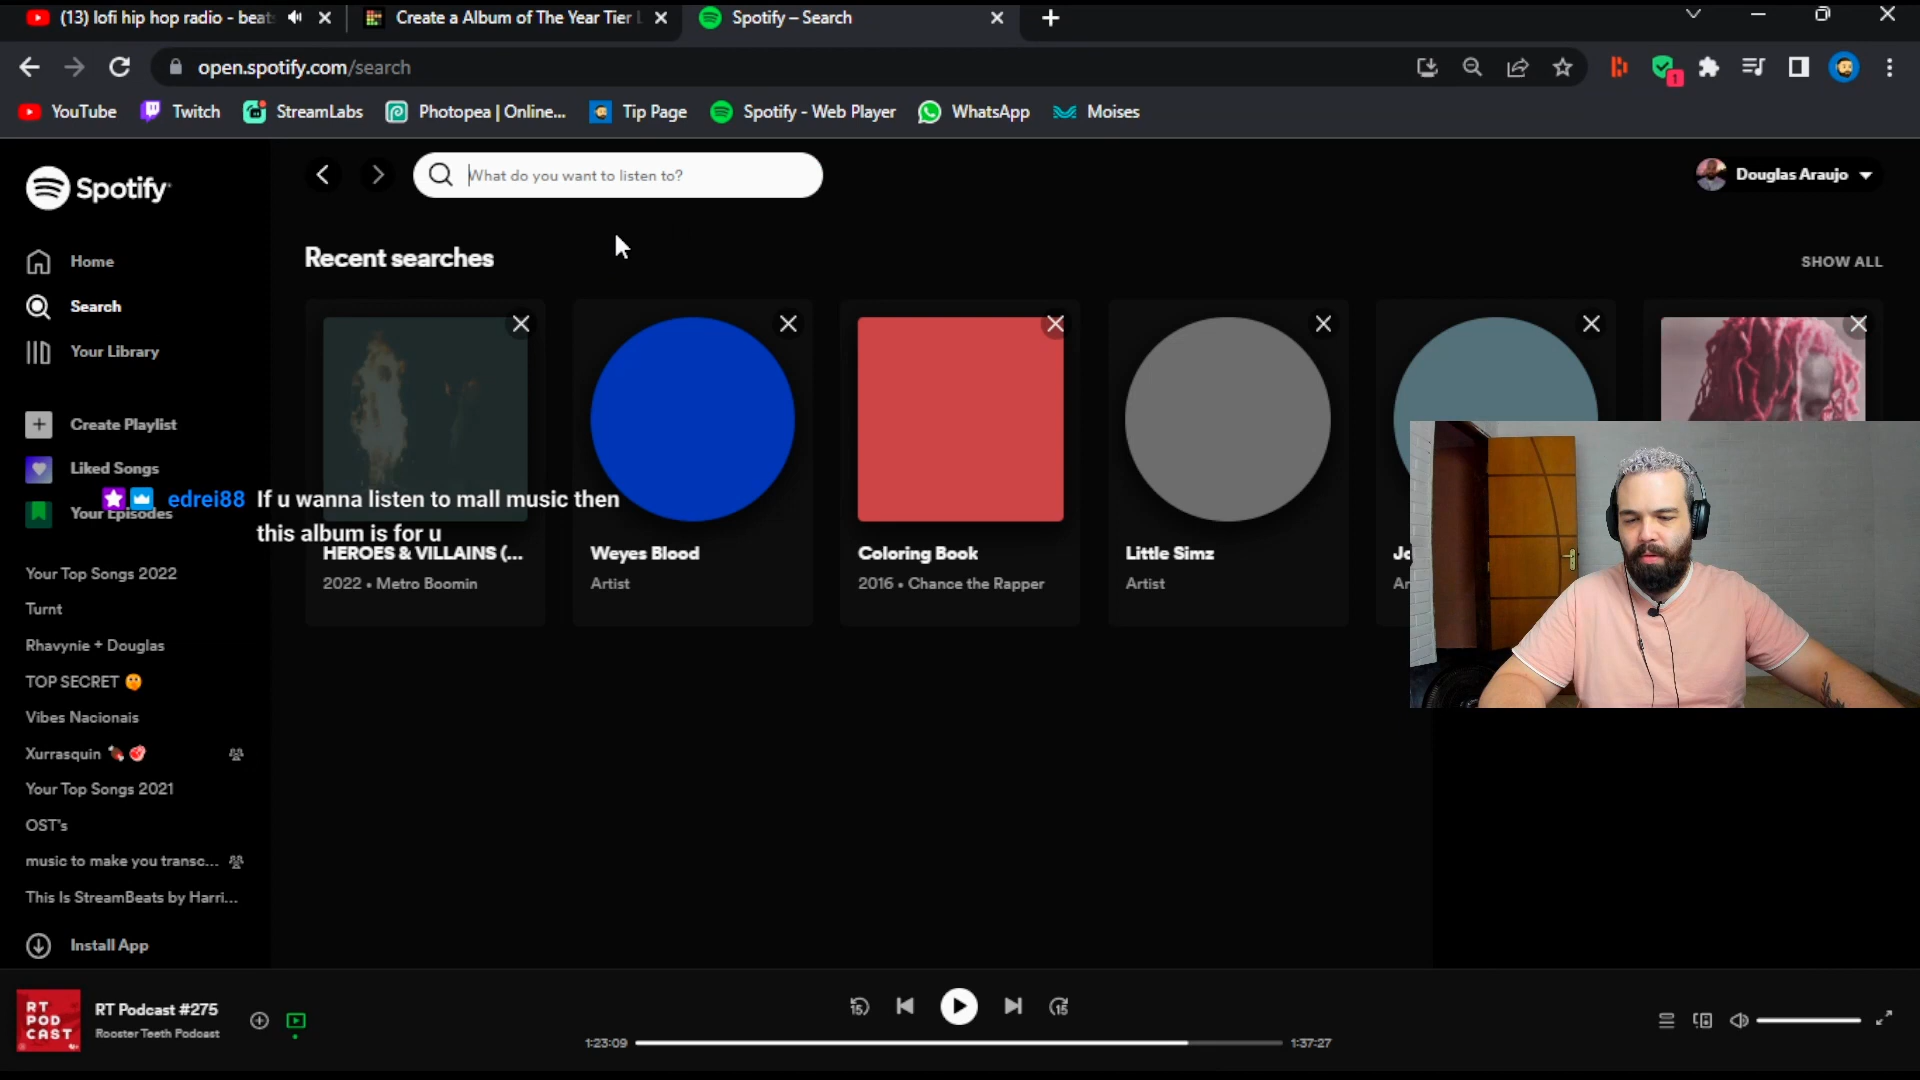 (13) lofi hip hop radio - beat
Create a Album of The Year Tier L
Spotify – Search
open.spotify.com/search
1
YouTube
Twitch
StreamLabs
Photopea | Online...
Tip Page
Spotify - Web Player
WhatsApp
Moises
Spotify
What do you want to listen to?
Douglas Araujo
Home
Search
Your Library
Create Playlist
Liked Songs
Your Episodes
Recent searches
SHOW ALL
edrei88 If u wanna listen to mall music then
this album is for u
HEROES & VILLAINS (...
2022 • Metro Boomin
Weyes Blood
Artist
Coloring Book
2016 • Chance the Rapper
Little Simz
Artist
Your Top Songs 2022
Turnt
Rhavynie + Douglas
TOP SECRET 🤫
Vibes Nacionais
Xurrasquin 🍖🥩
Your Top Songs 2021
OST's
music to make you transc...
This Is StreamBeats by Harri...
Install App
RT
POD
CAST
RT Podcast #275
Rooster Teeth Podcast
15
15
1:23:09
1:37:27